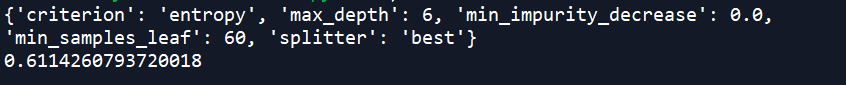 {'criterion': 'entropy', 'max_depth': 6, 'min_impurity_decrease': 0.0,
'min_samples_leaf': 60, 'splitter': 'best'}
0.6114260793720018